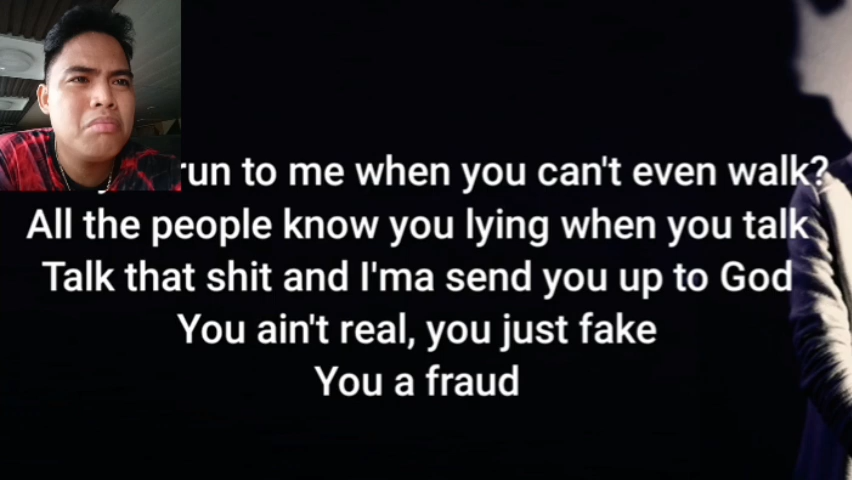 run to me when you can't even walk?
All the people know you lying when you talk
Talk that shit and I'ma send you up to God
You ain't real, you just fake
You a fraud